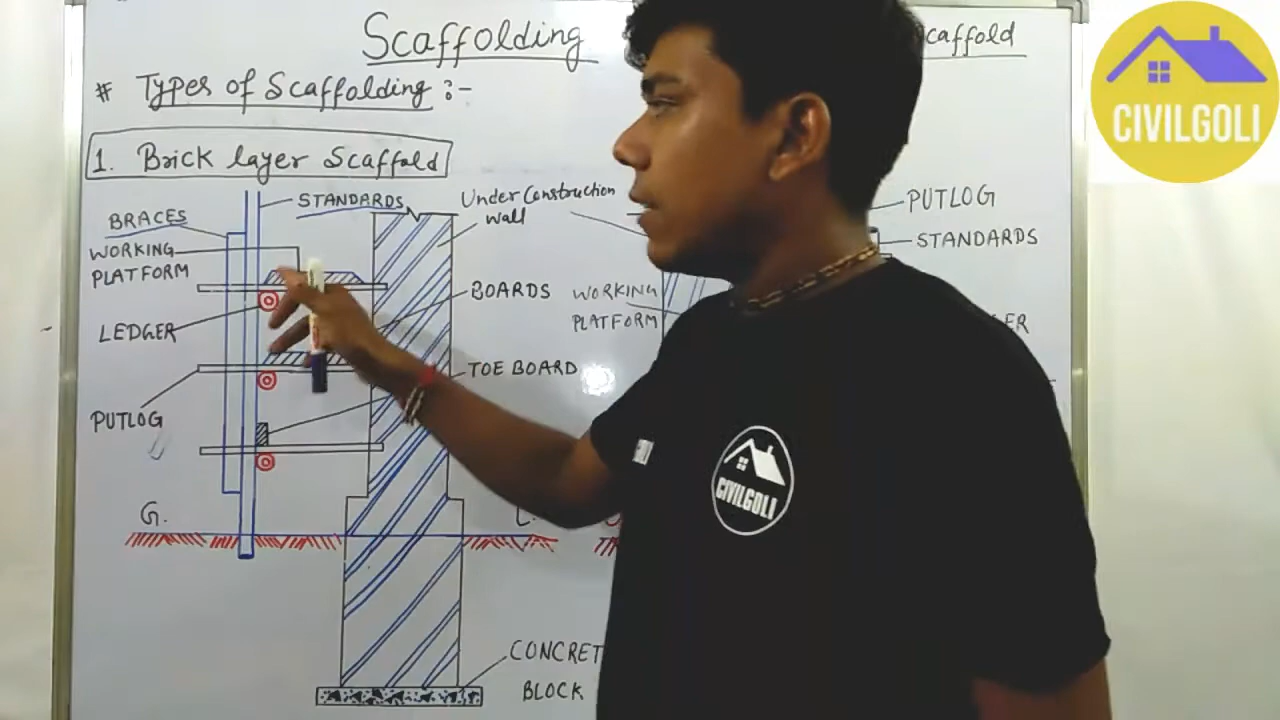 Scaffolding
caffold
# Types of Scaffolding :-
1. Brick layer Scaffold
STANDARDS
Under Construction
wall
BRACES
WORKING
PLATFORM
LEDGER
PUTLOG
BOARDS
TOE BOARD
G.
L.
CONCRET
BLOCK
PUTLOG
STANDARDS
WORKING
PLATFORM
ER
CIVILGOLI
CIVILGOLI